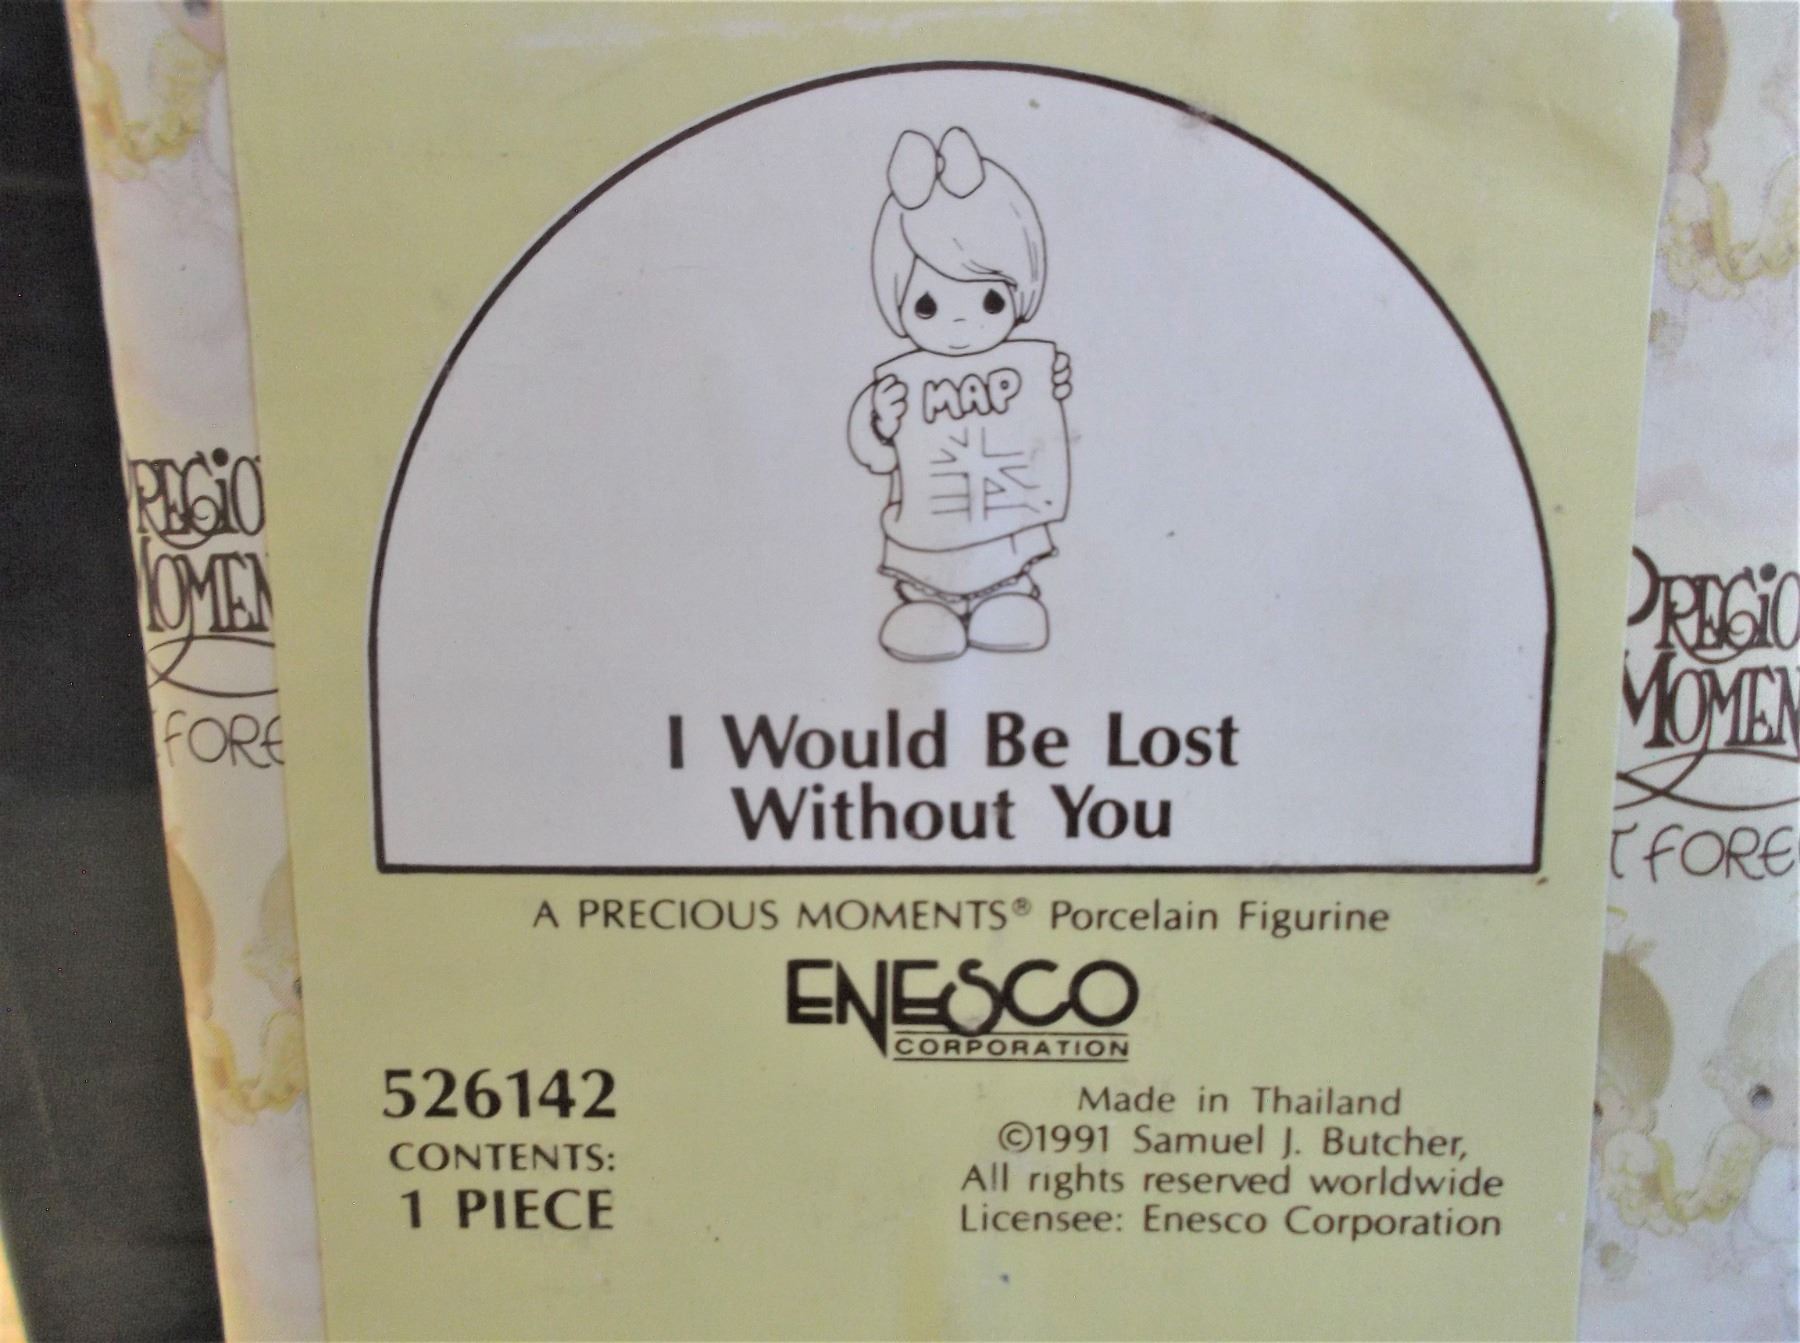 MAP
I Would Be Lost
Without You
A PRECIOUS MOMENTS® Porcelain Figurine
ENESCO
CORPORATION
526142
CONTENTS:
1 PIECE
Made in Thailand
©1991 Samuel J. Butcher,
All rights reserved worldwide
Licensee: Enesco Corporation